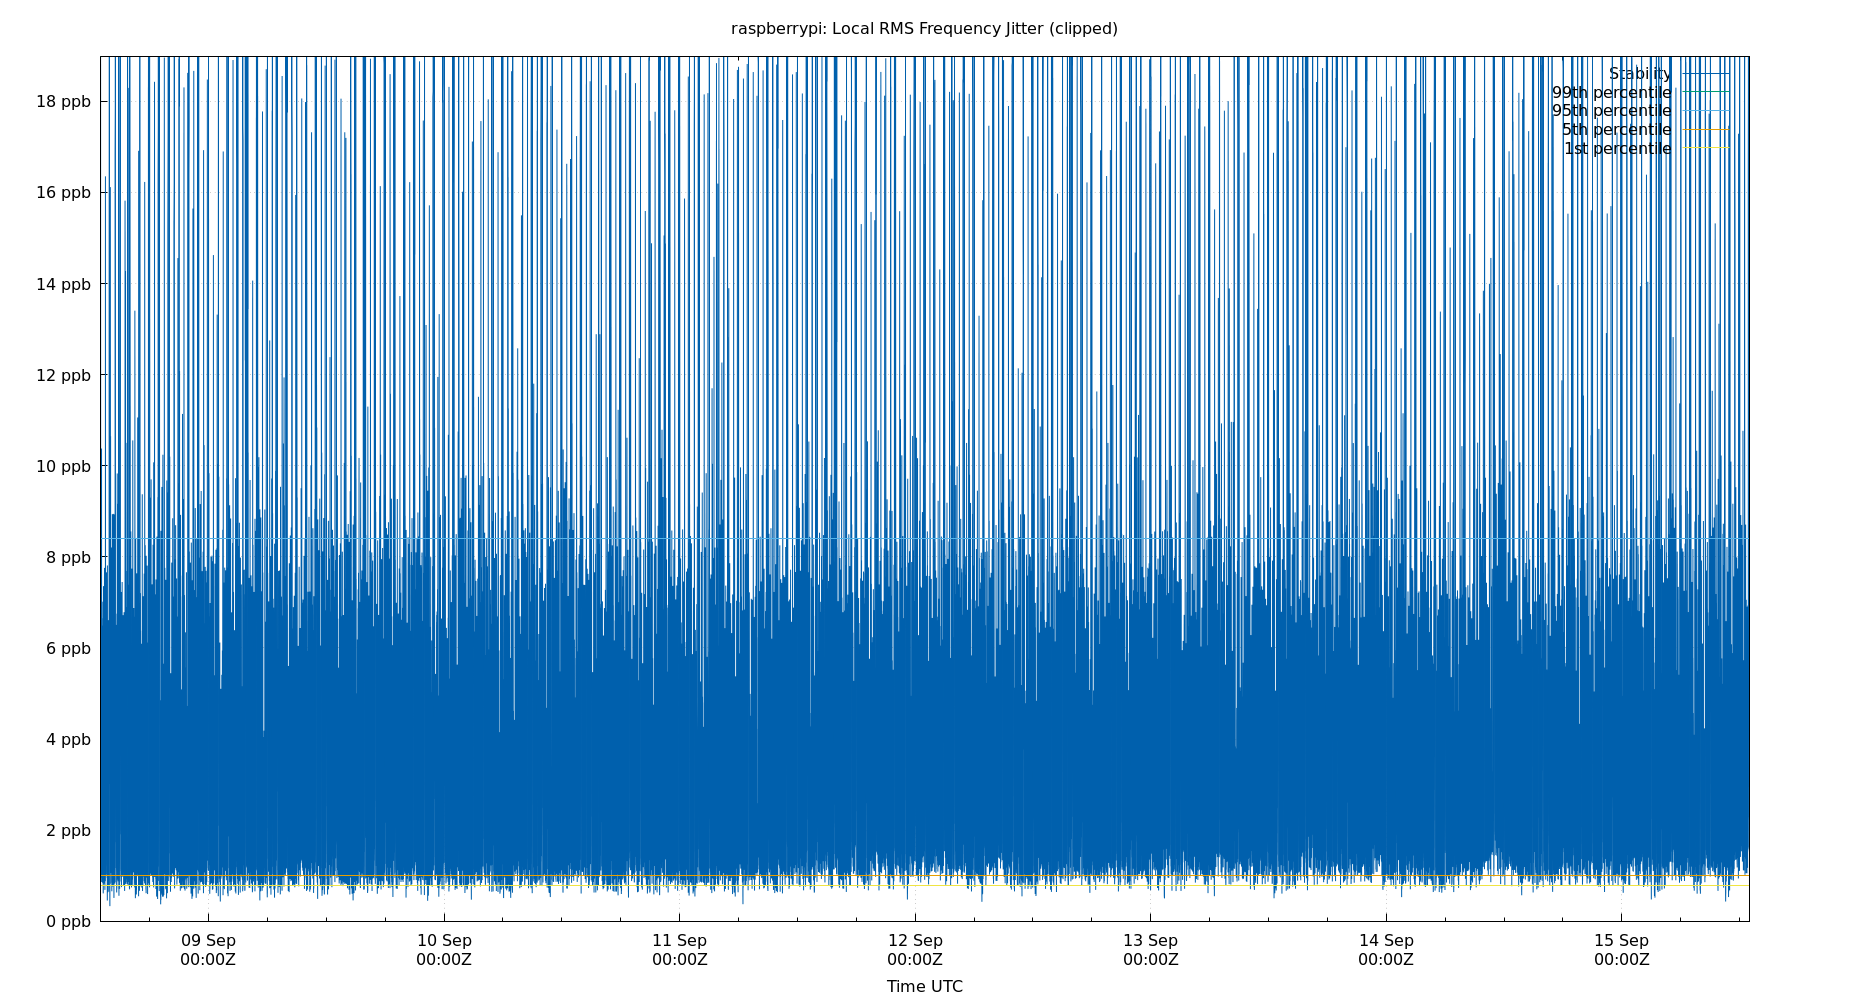 raspberrypi: Local RMS Frequency Jitter (clipped)
Stability
99th percentile
95th percentile
5th percentile
1st percentile
18 ppb
16 ppb
14 ppb
12 ppb
10 ppb
8 ppb
6 ppb
4 ppb
2 ppb
0 ppb
09 Sep 10 Sep 11 Sep 12 Sep 13 Sep 14 Sep 15 Sep
00:00Z 00:00Z 00:00Z 00:00Z 00:00Z 00:00Z 00:00Z
Time UTC